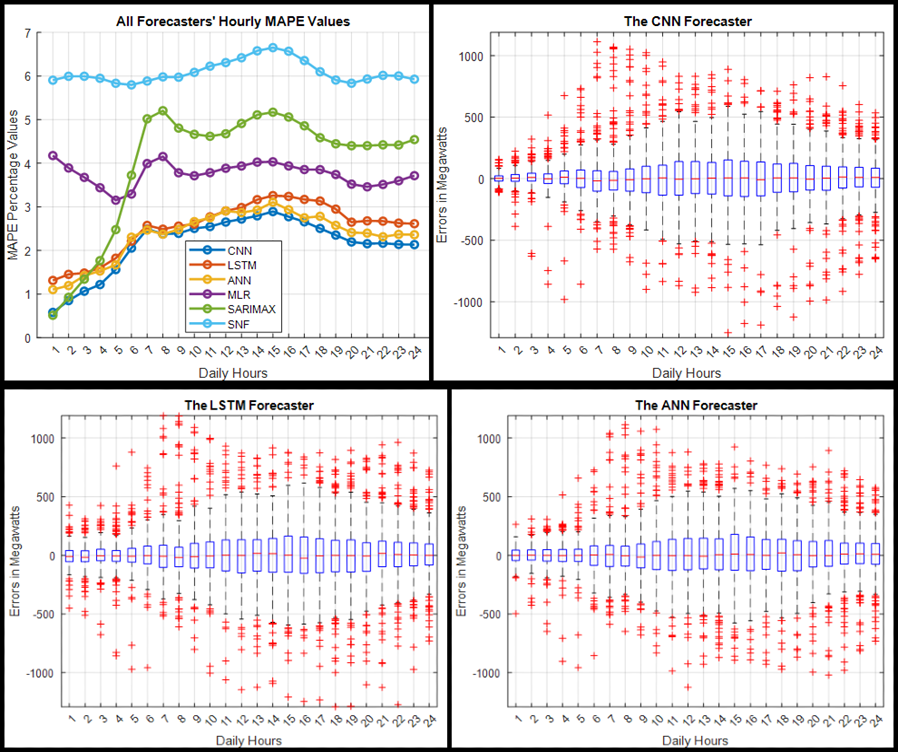 All Forecasters' Hourly MAPE Values
MAPE Percentage Values
7
6
5
4
3
2
1
0
CNN
LSTM
ANN
MLR
SARIMAX
SNF
1 2 3 4 5 6 7 8 9 10 11 12 13 14 15 16 17 18 19 20 21 22 23 24
Daily Hours
The CNN Forecaster
Errors in Megawatts
1000
500
0
-500
-1000
1 2 3 4 5 6 7 8 9 10 11 12 13 14 15 16 17 18 19 20 21 22 23 24
Daily Hours
The LSTM Forecaster
Errors in Megawatts
1000
500
0
-500
-1000
1 2 3 4 5 6 7 8 9 10 11 12 13 14 15 16 17 18 19 20 21 22 23 24
Daily Hours
The ANN Forecaster
Errors in Megawatts
1000
500
0
-500
-1000
1 2 3 4 5 6 7 8 9 10 11 12 13 14 15 16 17 18 19 20 21 22 23 24
Daily Hours